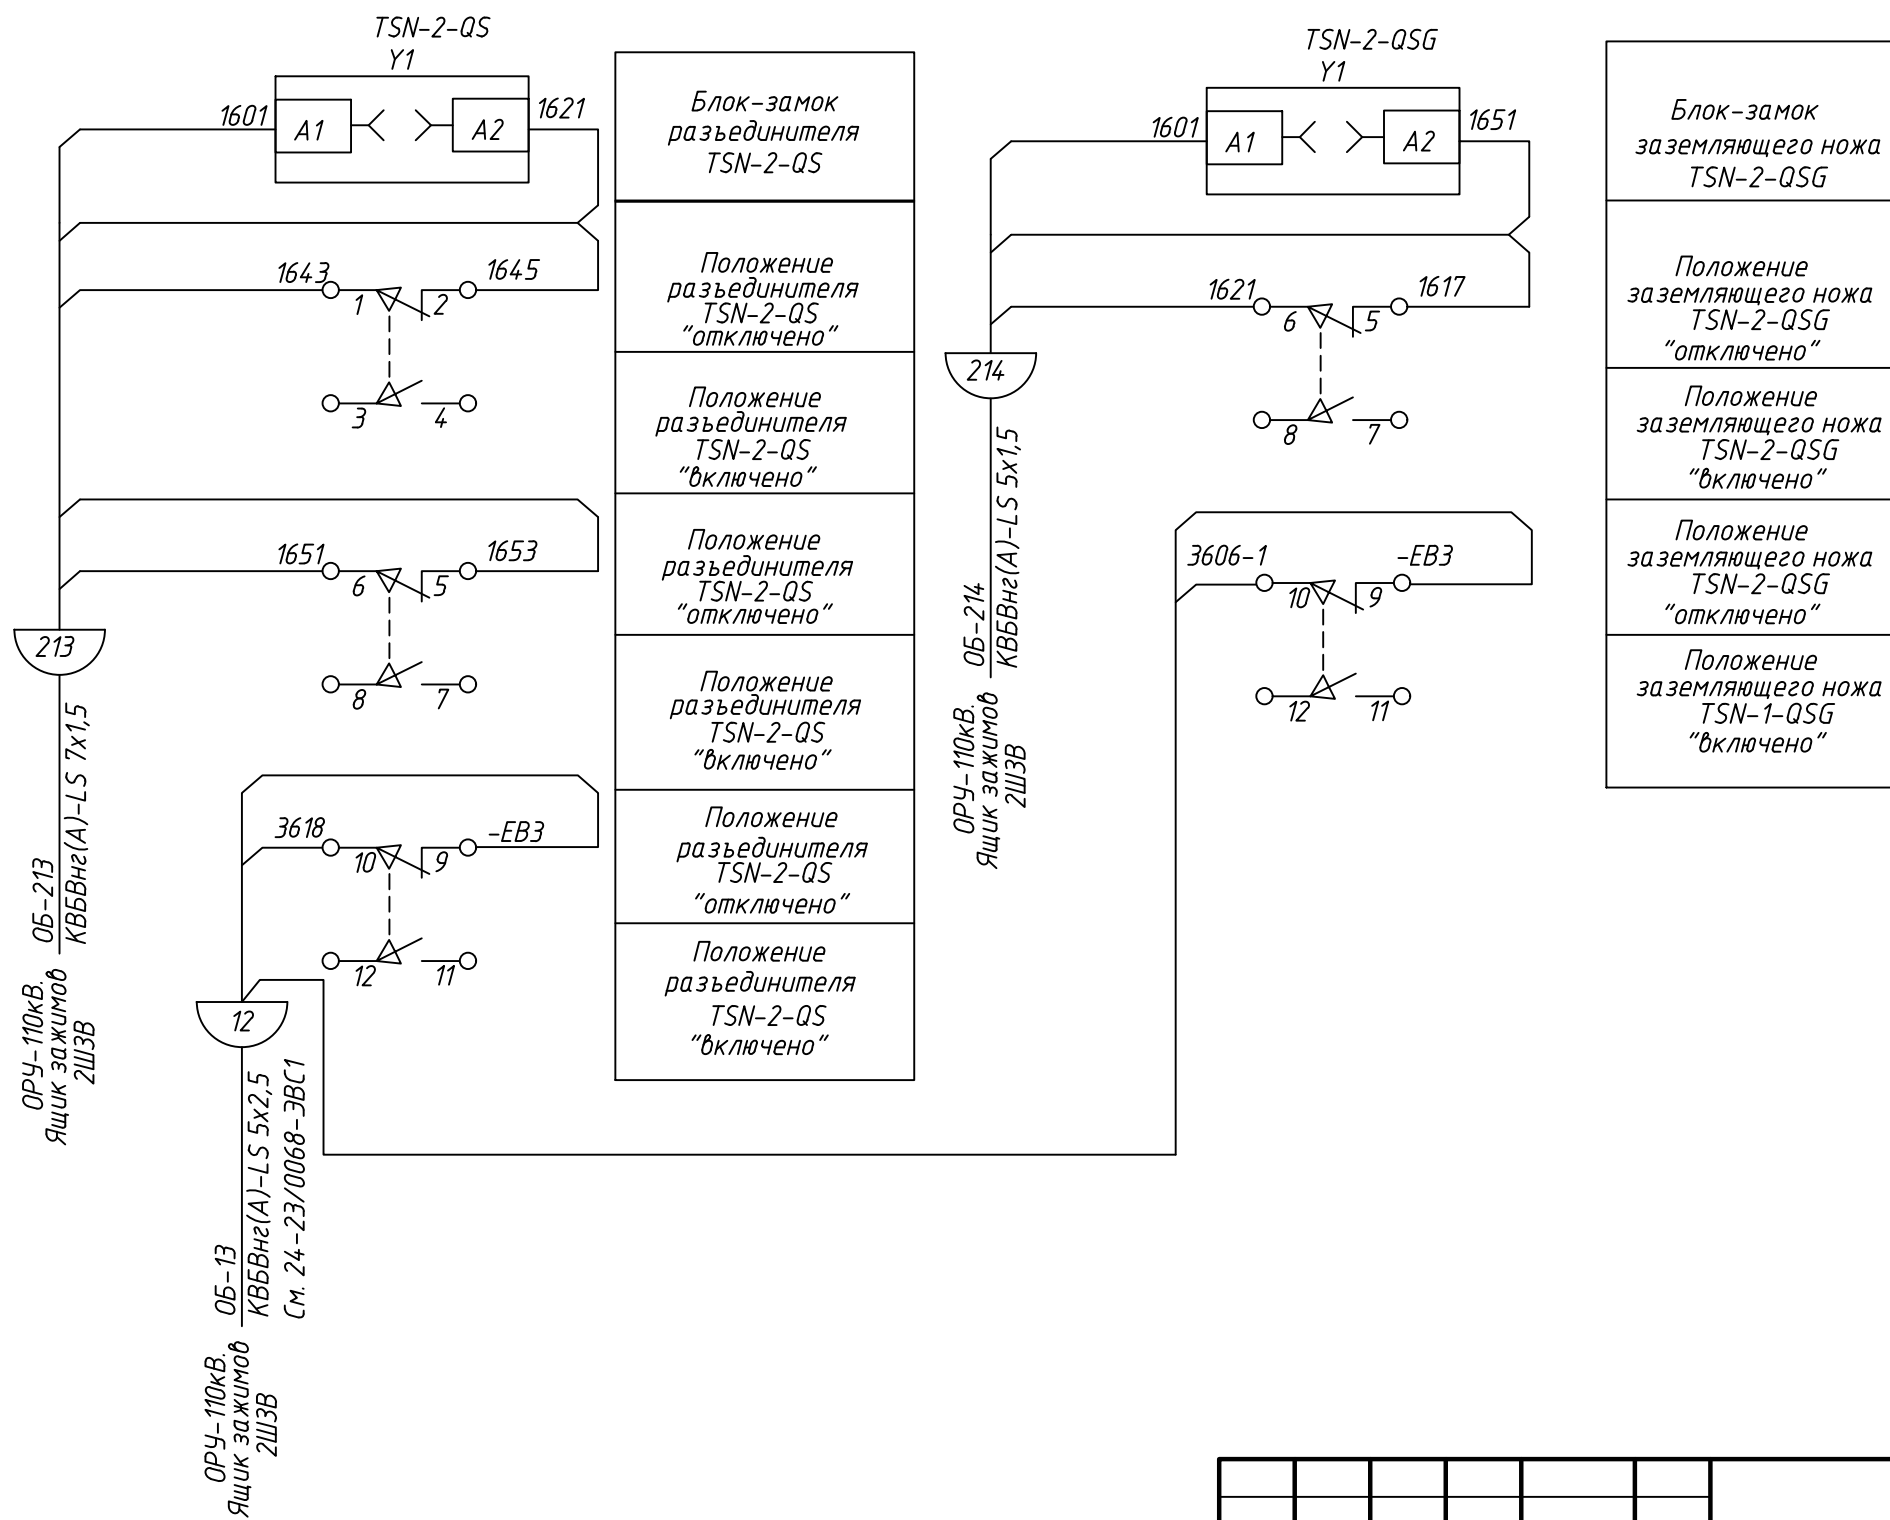 TSN-2-QS
Y1
1601
A1
A2
1621
Блок-замок
разъединителя
TSN-2-QS
1643
1
2
1645
Положение
разъединителя
TSN-2-QS
"отключено"
3
4
Положение
разъединителя
TSN-2-QS
"включено"
1651
6
5
1653
Положение
разъединителя
TSN-2-QS
"отключено"
8
7
Положение
разъединителя
TSN-2-QS
"включено"
3618
10
9
-ЕВ3
Положение
разъединителя
TSN-2-QS
"отключено"
12
11
Положение
разъединителя
TSN-2-QS
"включено"
213
ОБ-213
КВБВнг(А)-LS 7х1,5
ОРУ-110кВ.
Ящик зажимов
2ШЗВ
12
ОБ-13
КВБВнг(А)-LS 5х2,5
См. 24-23/0068-ЭВС1
ОРУ-110кВ.
Ящик зажимов
2ШЗВ
TSN-2-QSG
Y1
1601
A1
A2
1651
Блок-замок
заземляющего ножа
TSN-2-QSG
1621
6
5
1617
Положение
заземляющего ножа
TSN-2-QSG
"отключено"
8
7
Положение
заземляющего ножа
TSN-2-QSG
"включено"
3606-1
10
9
-ЕВ3
Положение
заземляющего ножа
TSN-2-QSG
"отключено"
12
11
Положение
заземляющего ножа
TSN-1-QSG
"включено"
214
ОБ-214
КВБВнг(А)-LS 5х1,5
ОРУ-110кВ.
Ящик зажимов
2ШЗВ